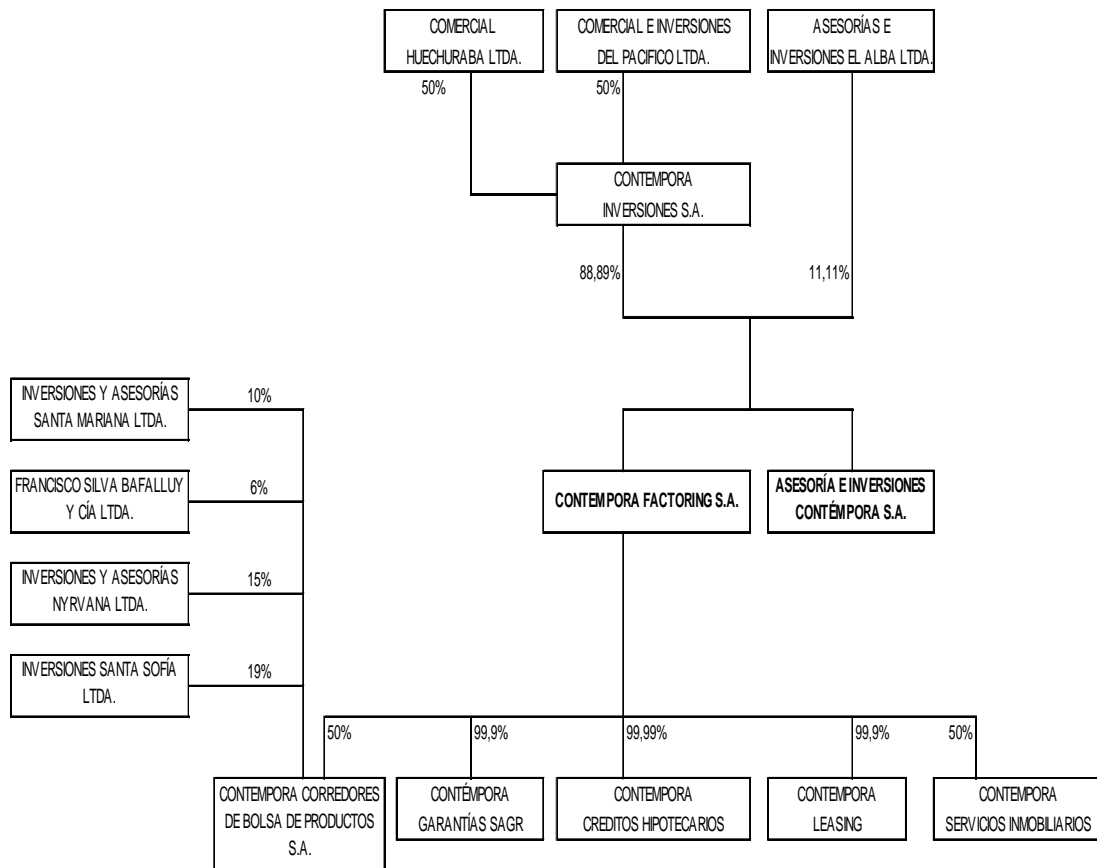 COMERCIAL
HUECHURABA LTDA.
COMERCIAL E INVERSIONES
DEL PACIFICO LTDA.
ASESORÍAS E
INVERSIONES EL ALBA LTDA.
50%
50%
CONTEMPORA
INVERSIONES S.A.
88,89%
11,11%
INVERSIONES Y ASESORÍAS
SANTA MARIANA LTDA.
10%
FRANCISCO SILVA BAFALLUY
Y CÍA LTDA.
6%
CONTEMPORA FACTORING S.A.
ASESORÍA E INVERSIONES
CONTÉMPORA S.A.
INVERSIONES Y ASESORÍAS
NYRVANA LTDA.
15%
INVERSIONES SANTA SOFÍA
LTDA.
19%
50%
99,9%
99,99%
99,9%
50%
CONTEMPORA CORREDORES
DE BOLSA DE PRODUCTOS
S.A.
CONTÉMPORA
GARANTÍAS SAGR
CONTEMPORA
CREDITOS HIPOTECARIOS
CONTEMPORA
LEASING
CONTEMPORA
SERVICIOS INMOBILIARIOS